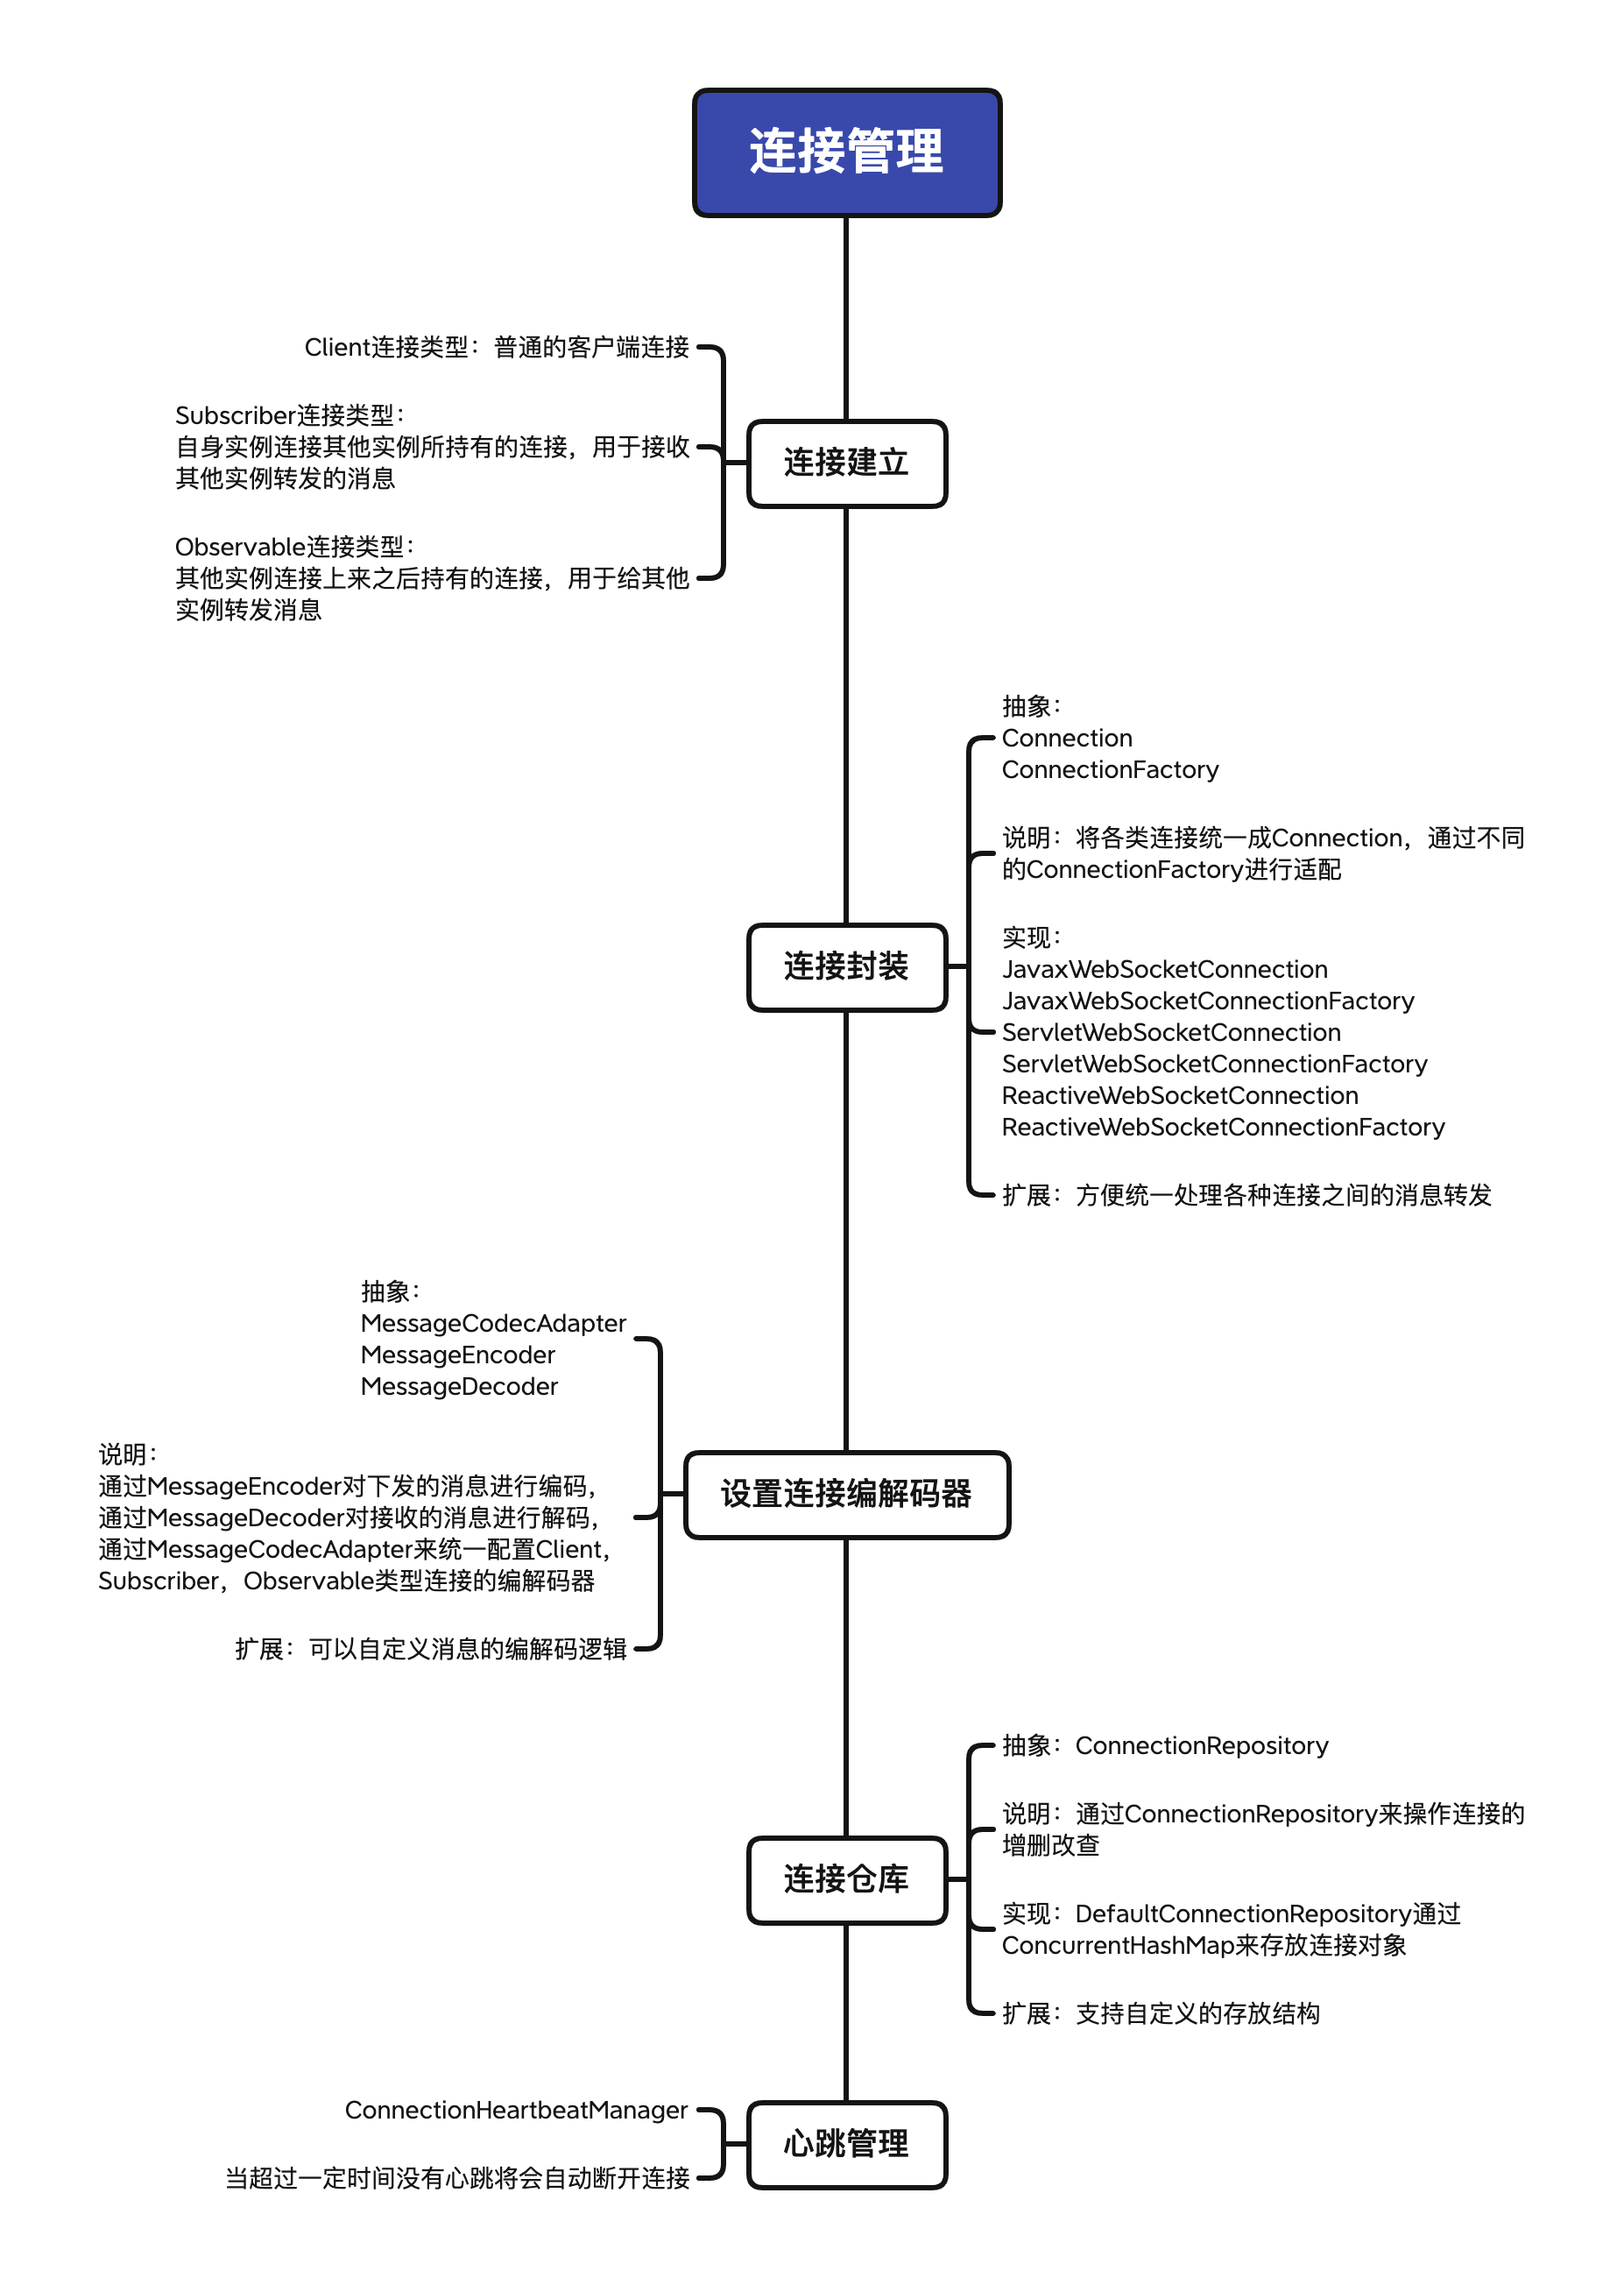 连接管理
连接建立
Client连接类型：普通的客户端连接
Subscriber连接类型：
自身实例连接其他实例所持有的连接，用于接收
其他实例转发的消息
Observable连接类型：
其他实例连接上来之后持有的连接，用于给其他
实例转发消息
连接封装
抽象：
Connection
ConnectionFactory
说明：将各类连接统一成Connection，通过不同
的ConnectionFactory进行适配
实现：
JavaxWebSocketConnection
JavaxWebSocketConnectionFactory
ServletWebSocketConnection
ServletWebSocketConnectionFactory
ReactiveWebSocketConnection
ReactiveWebSocketConnectionFactory
扩展：方便统一处理各种连接之间的消息转发
设置连接编解码器
抽象：
MessageCodecAdapter
MessageEncoder
MessageDecoder
说明：
通过MessageEncoder对下发的消息进行编码，
通过MessageDecoder对接收的消息进行解码，
通过MessageCodecAdapter来统一配置Client，
Subscriber，Observable类型连接的编解码器
扩展：可以自定义消息的编解码逻辑
连接仓库
抽象：ConnectionRepository
说明：通过ConnectionRepository来操作连接的
增删改查
实现：DefaultConnectionRepository通过
ConcurrentHashMap来存放连接对象
扩展：支持自定义的存放结构
心跳管理
ConnectionHeartbeatManager
当超过一定时间没有心跳将会自动断开连接